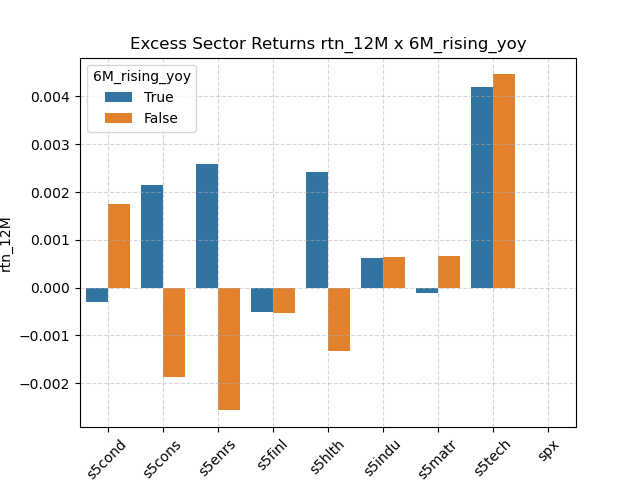 Excess Sector Returns rtn_12M x 6M_rising_yoy
6M_rising_yoy
True
False
0.004
0.003
0.002
0.001
0.000
−0.001
−0.002
rtn_12M
s5cond
s5cons
s5enrs
s5finl
s5hlth
s5indu
s5matr
s5tech
spx